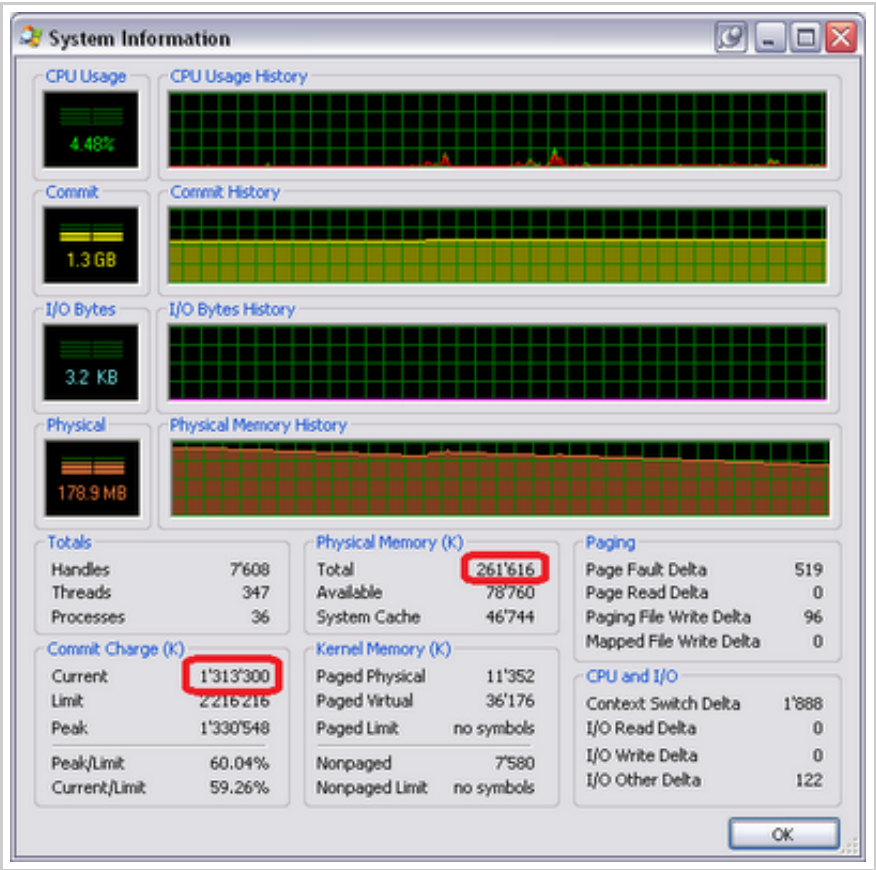 System Information
CPU Usage
CPU Usage History
4.48%
Commit
Commit History
1.3 GB
I/O Bytes
I/O Bytes History
3.2 KB
Physical
Physical Memory History
178.9 MB
Totals
Handles 7'608
Threads 347
Processes 36
Commit Charge (K)
Current 1'313'300
Limit 2'216'216
Peak 1'330'548
Peak/Limit 60.04%
Current/Limit 59.26%
Physical Memory (K)
Total 261'616
Available 78'760
System Cache 46'744
Kernel Memory (K)
Paged Physical 11'352
Paged Virtual 36'176
Paged Limit no symbols
Nonpaged 7'580
Nonpaged Limit no symbols
Paging
Page Fault Delta 519
Page Read Delta 0
Paging File Write Delta 96
Mapped File Write Delta 0
CPU and I/O
Context Switch Delta 1'888
I/O Read Delta 0
I/O Write Delta 0
I/O Other Delta 122
OK